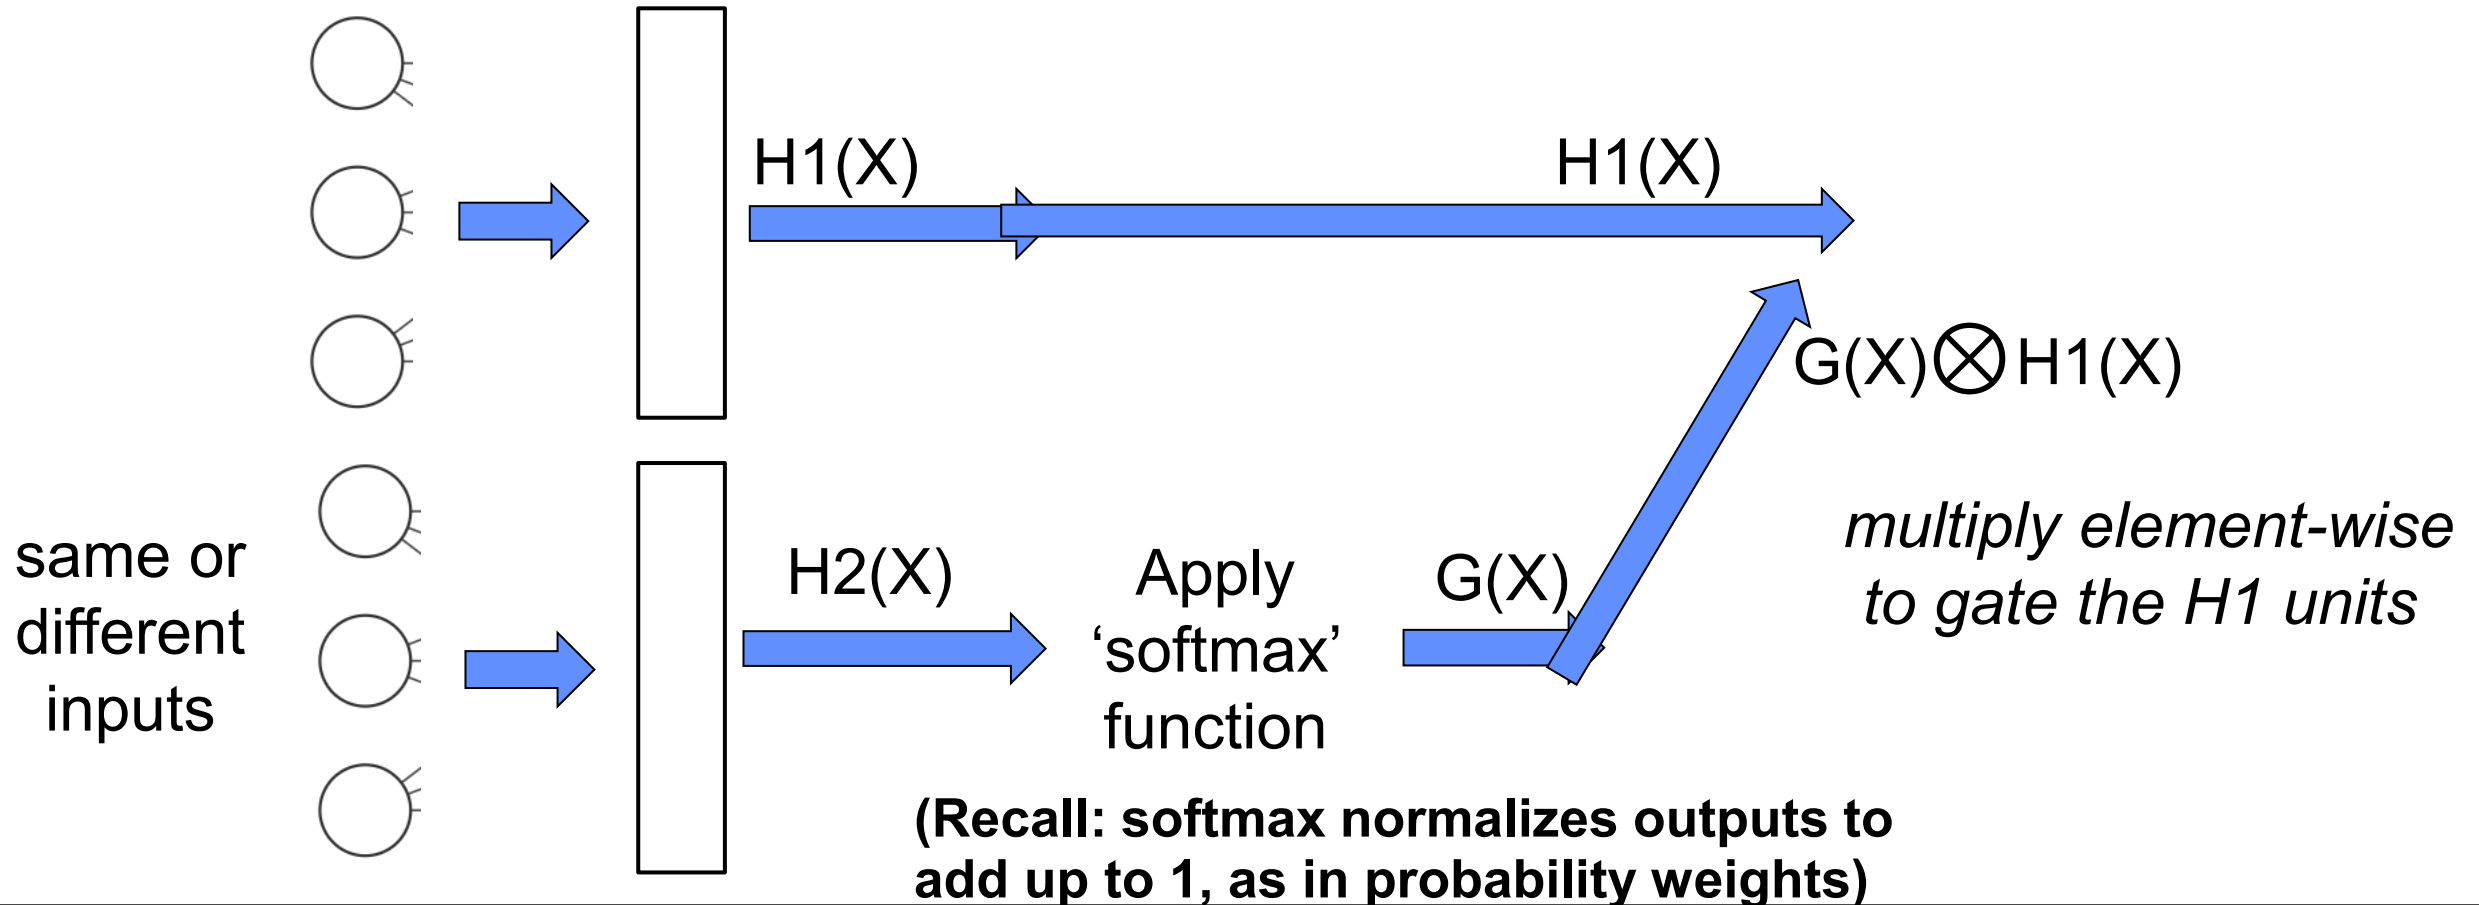 H1(X)
H1(X)
G(X)⊗H1(X)
same or
different
inputs
H2(X)
Apply
‘softmax’
function
G(X)
multiply element-wise
to gate the H1 units
(Recall: softmax normalizes outputs to
add up to 1, as in probability weights)